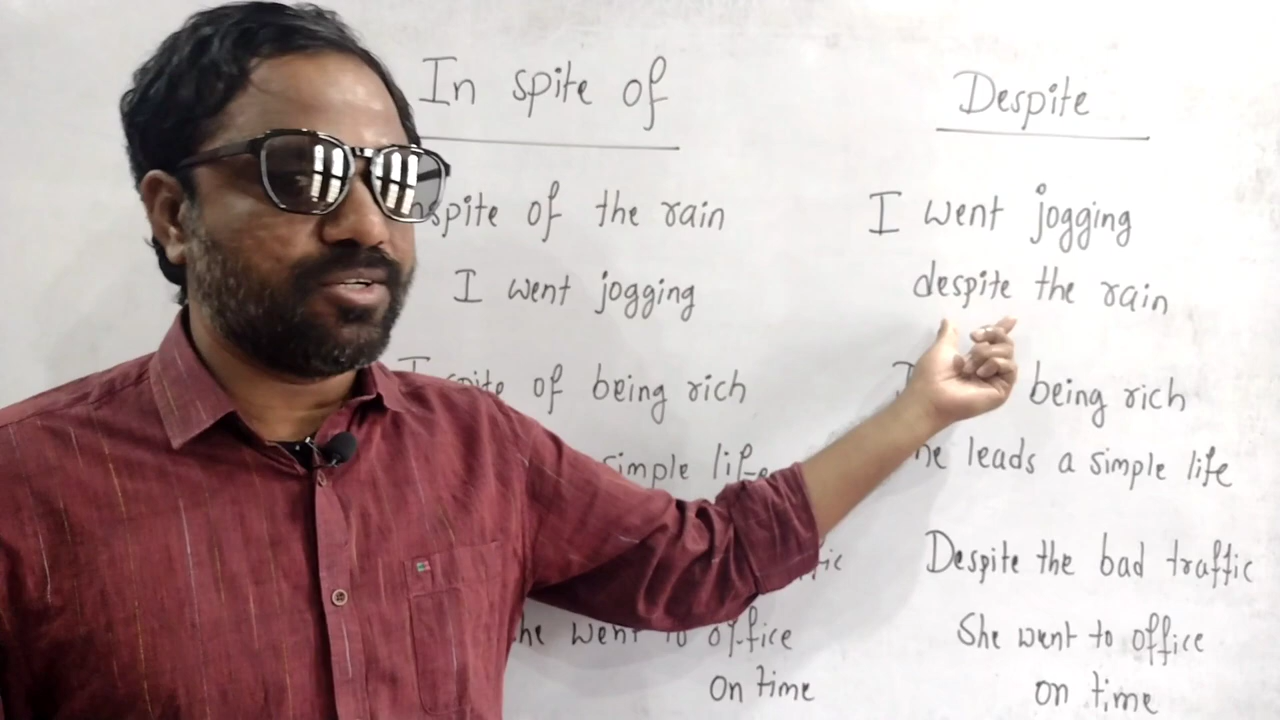 In spite of
spite of the rain
I went jogging
of being rich
simple life
went to office
on time
Despite
I went jogging
despite the rain
being rich
he leads a simple life
Despite the bad traffic
She went to office
on time